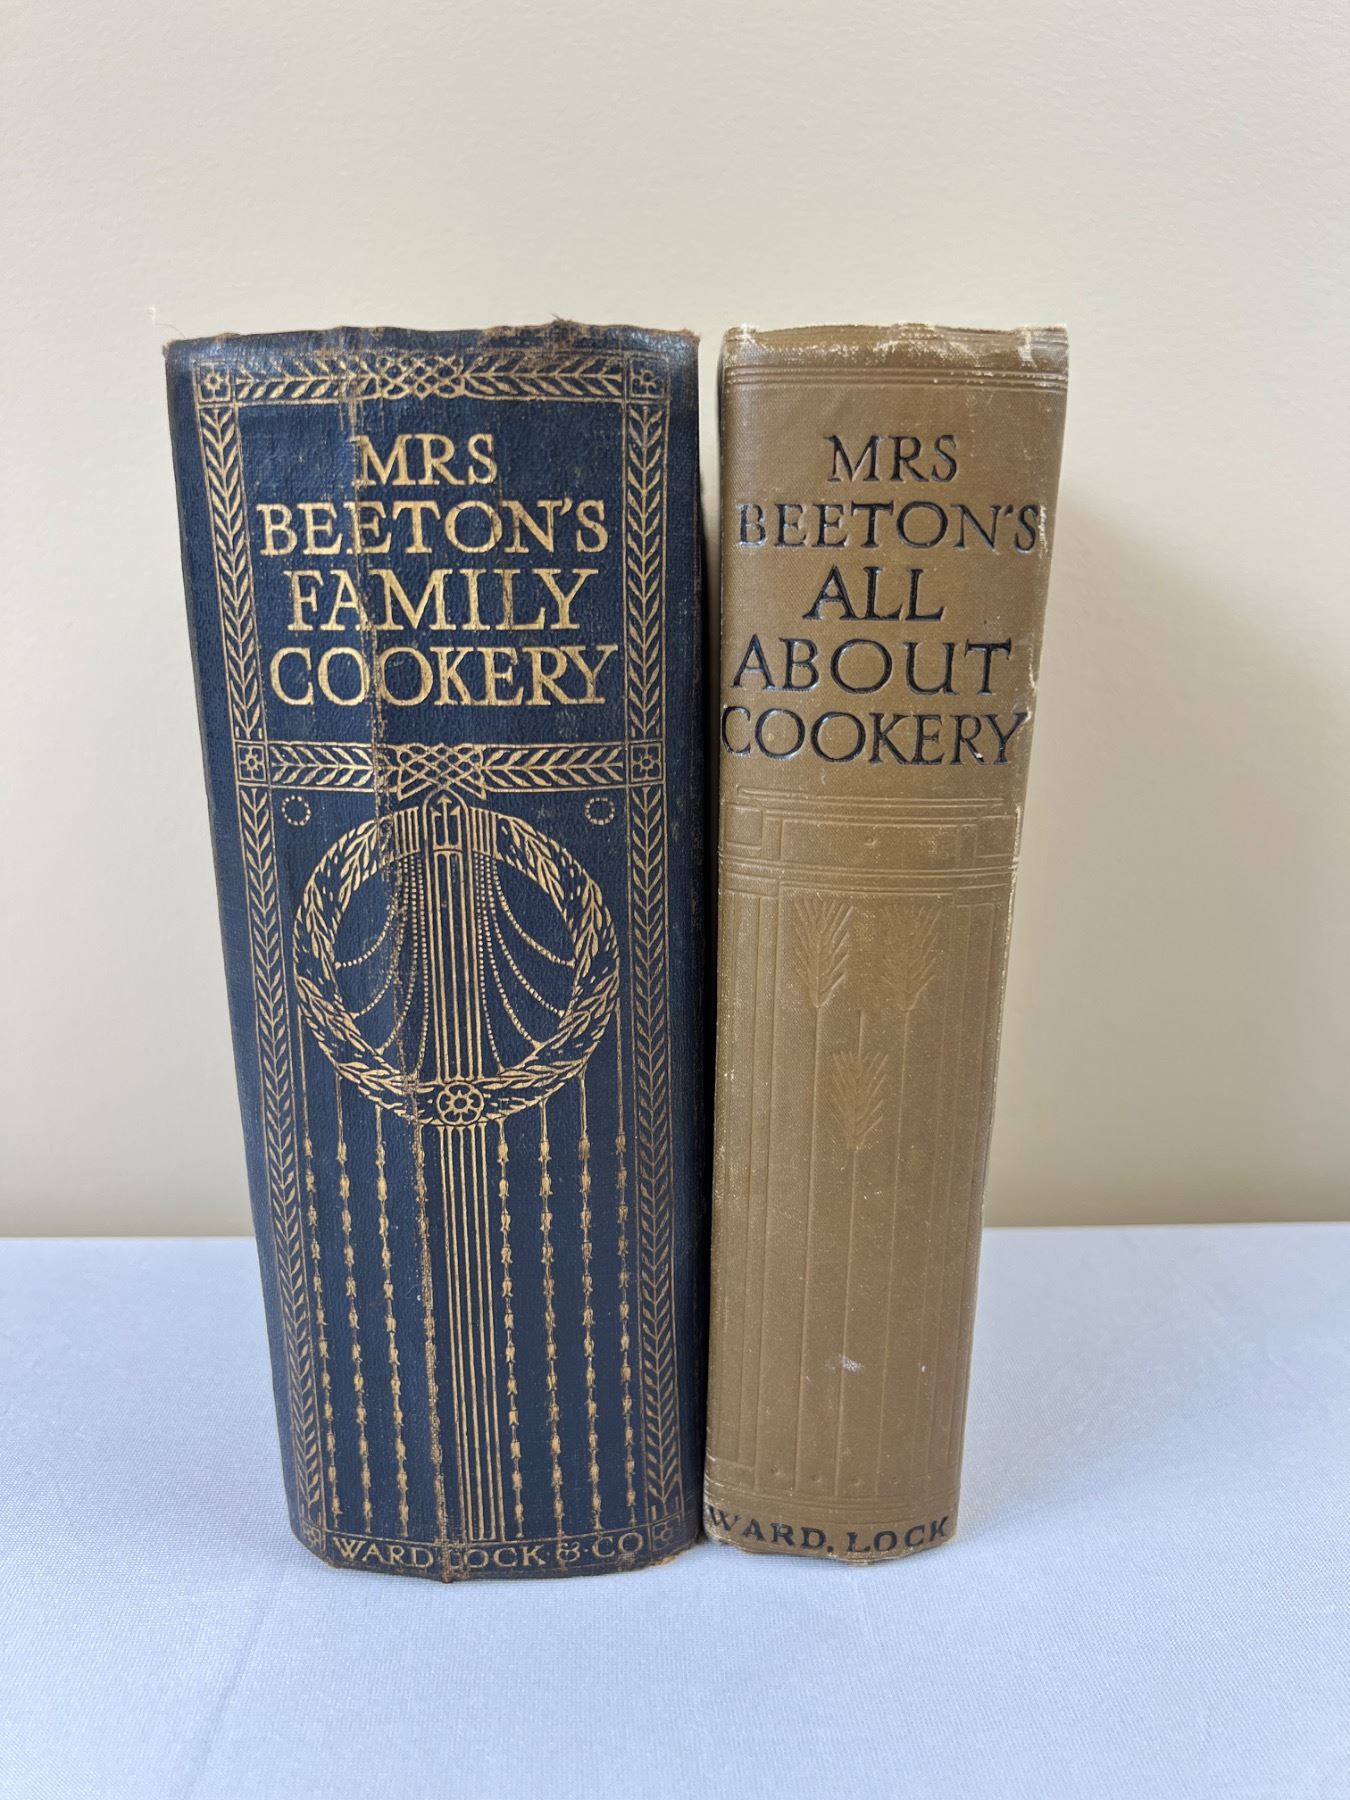 MRS
BEETON'S
FAMILY
COOKERY
WARD LOCK & CO
MRS
BEETON'S
ALL
ABOUT
COOKERY
WARD, LOCK